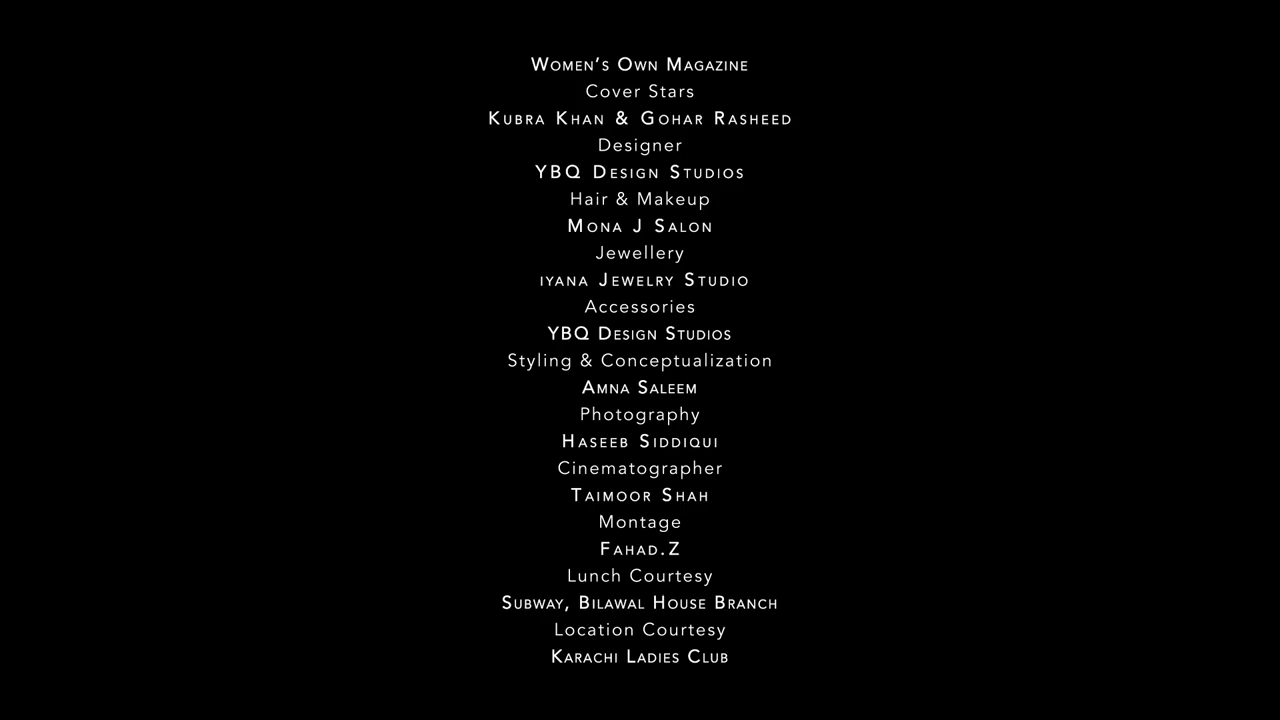 Women's Own Magazine
Cover Stars
Kubra Khan & Gohar Rasheed
Designer
YBQ Design Studios
Hair & Makeup
Mona J Salon
Jewellery
iyana Jewelry Studio
Accessories
YBQ Design Studios
Styling & Conceptualization
Amna Saleem
Photography
Haseeb Siddiqui
Cinematographer
Taimoor Shah
Montage
Fahad.Z
Lunch Courtesy
Subway, Bilawal House Branch
Location Courtesy
Karachi Ladies Club